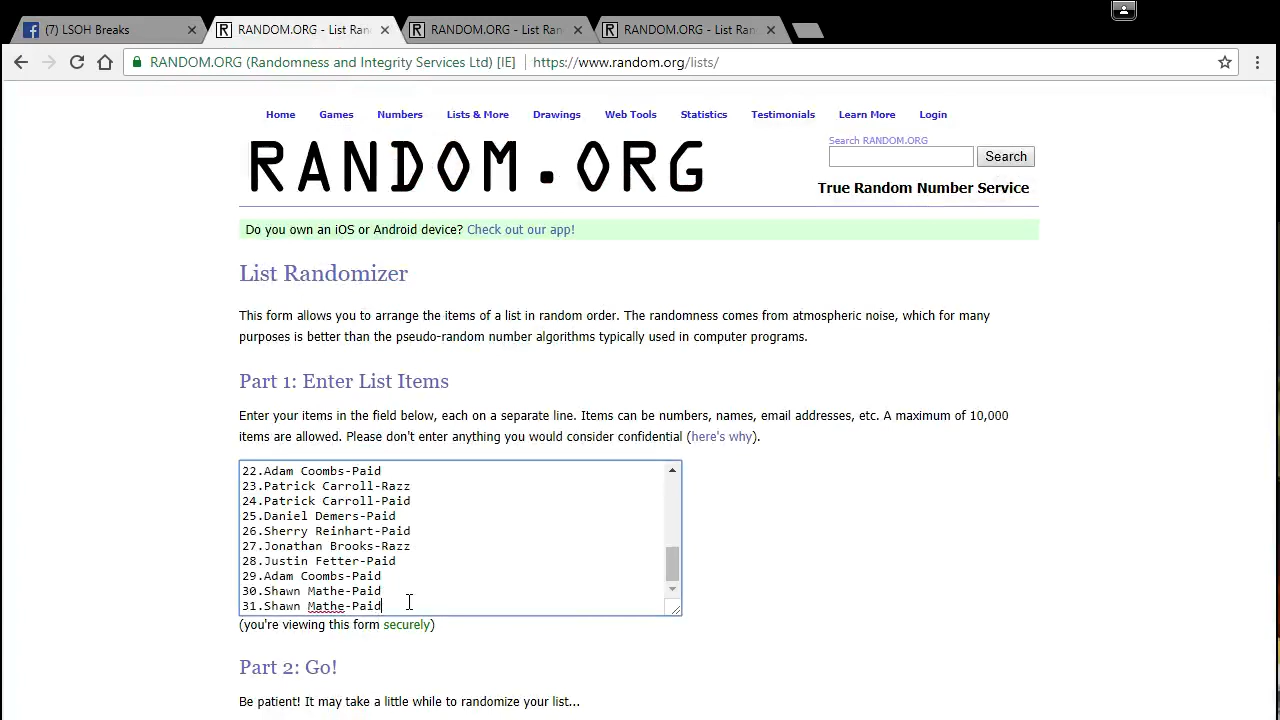 (7) LSOH Breaks
RANDOM.ORG - List Ran
RANDOM.ORG - List Ran
RANDOM.ORG - List Ran
RANDOM.ORG (Randomness and Integrity Services Ltd) [IE] https://www.random.org/lists/
Home Games Numbers Lists & More Drawings Web Tools Statistics Testimonials Learn More Login
RANDOM.ORG
Search RANDOM.ORG
Search
True Random Number Service
Do you own an iOS or Android device? Check out our app!
List Randomizer
This form allows you to arrange the items of a list in random order. The randomness comes from atmospheric noise, which for many
purposes is better than the pseudo-random number algorithms typically used in computer programs.
Part 1: Enter List Items
Enter your items in the field below, each on a separate line. Items can be numbers, names, email addresses, etc. A maximum of 10,000
items are allowed. Please don't enter anything you would consider confidential (here's why).
22.Adam Coombs-Paid
23.Patrick Carroll-Razz
24.Patrick Carroll-Paid
25.Daniel Demers-Paid
26.Sherry Reinhart-Paid
27.Jonathan Brooks-Razz
28.Justin Fetter-Paid
29.Adam Coombs-Paid
30.Shawn Mathe-Paid
31.Shawn Mathe-Paid
(you're viewing this form securely)
Part 2: Go!
Be patient! It may take a little while to randomize your list...